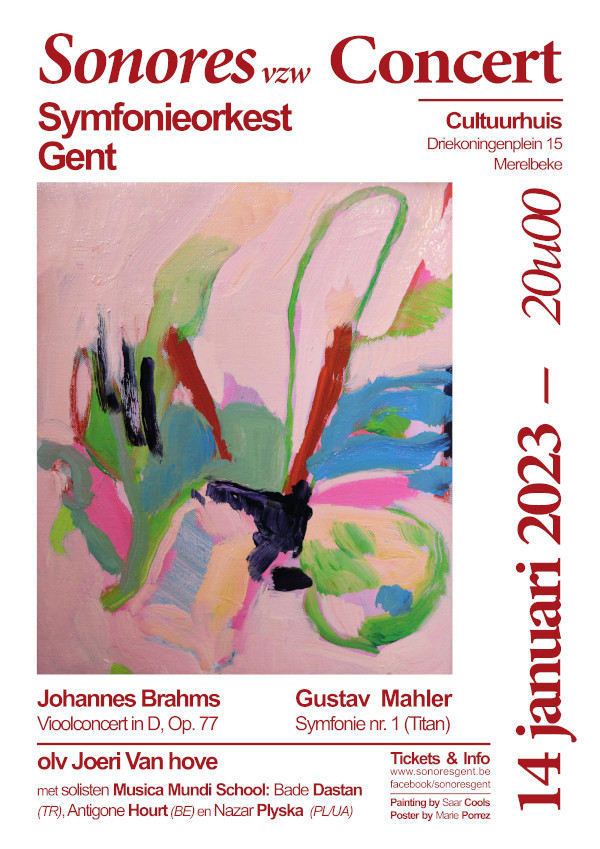 Sonores vzw Concert
Symfonieorkest
Gent
Cultuurhuis
Driekoningenplein 15
Merelbeke
14 januari 2023 – 20u00
Johannes Brahms
Vioolconcert in D, Op. 77
Gustav Mahler
Symfonie nr. 1 (Titan)
olv Joeri Van hove
met solisten Musica Mundi School: Bade Dastan
(TR), Antigone Hourt (BE) en Nazar Plyska (PL/UA)
Tickets & Info
www.sonoresgent.be
facebook/sonoresgent
Painting by Saar Cools
Poster by Marie Porrez